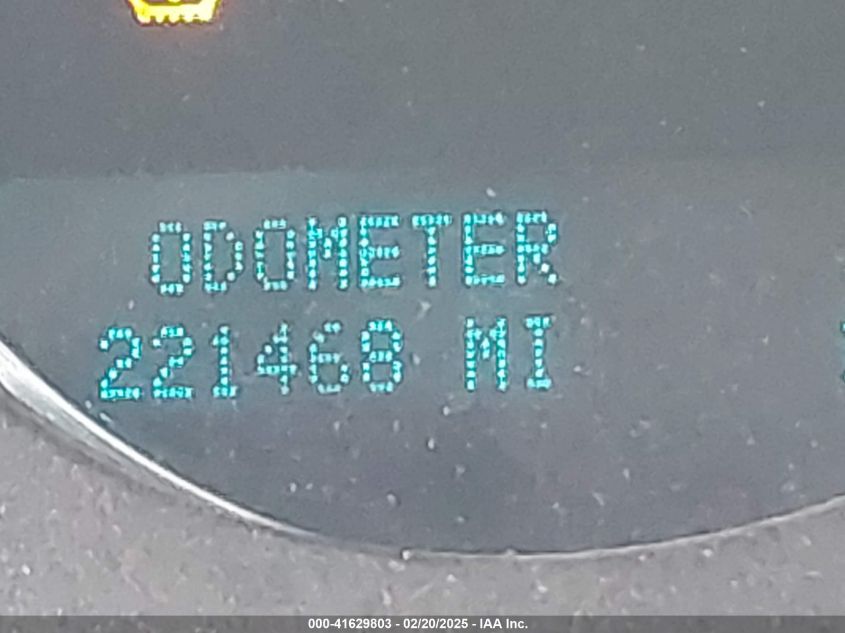 ODOMETER
221468 MI
000-41629803 - 02/20/2025 - IAA Inc.